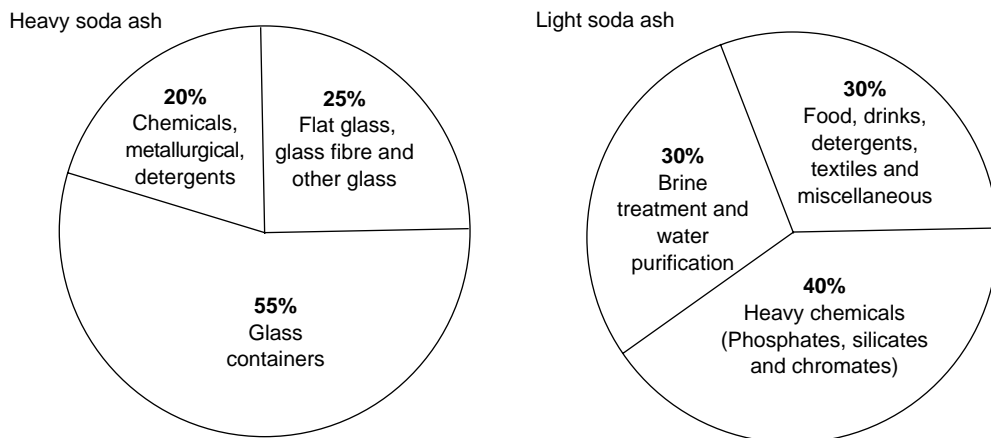 Heavy soda ash
20%
Chemicals,
metallurgical,
detergents
25%
Flat glass,
glass fibre and
other glass
55%
Glass
containers
Light soda ash
30%
Brine
treatment and
water
purification
30%
Food, drinks,
detergents,
textiles and
miscellaneous
40%
Heavy chemicals
(Phosphates, silicates
and chromates)